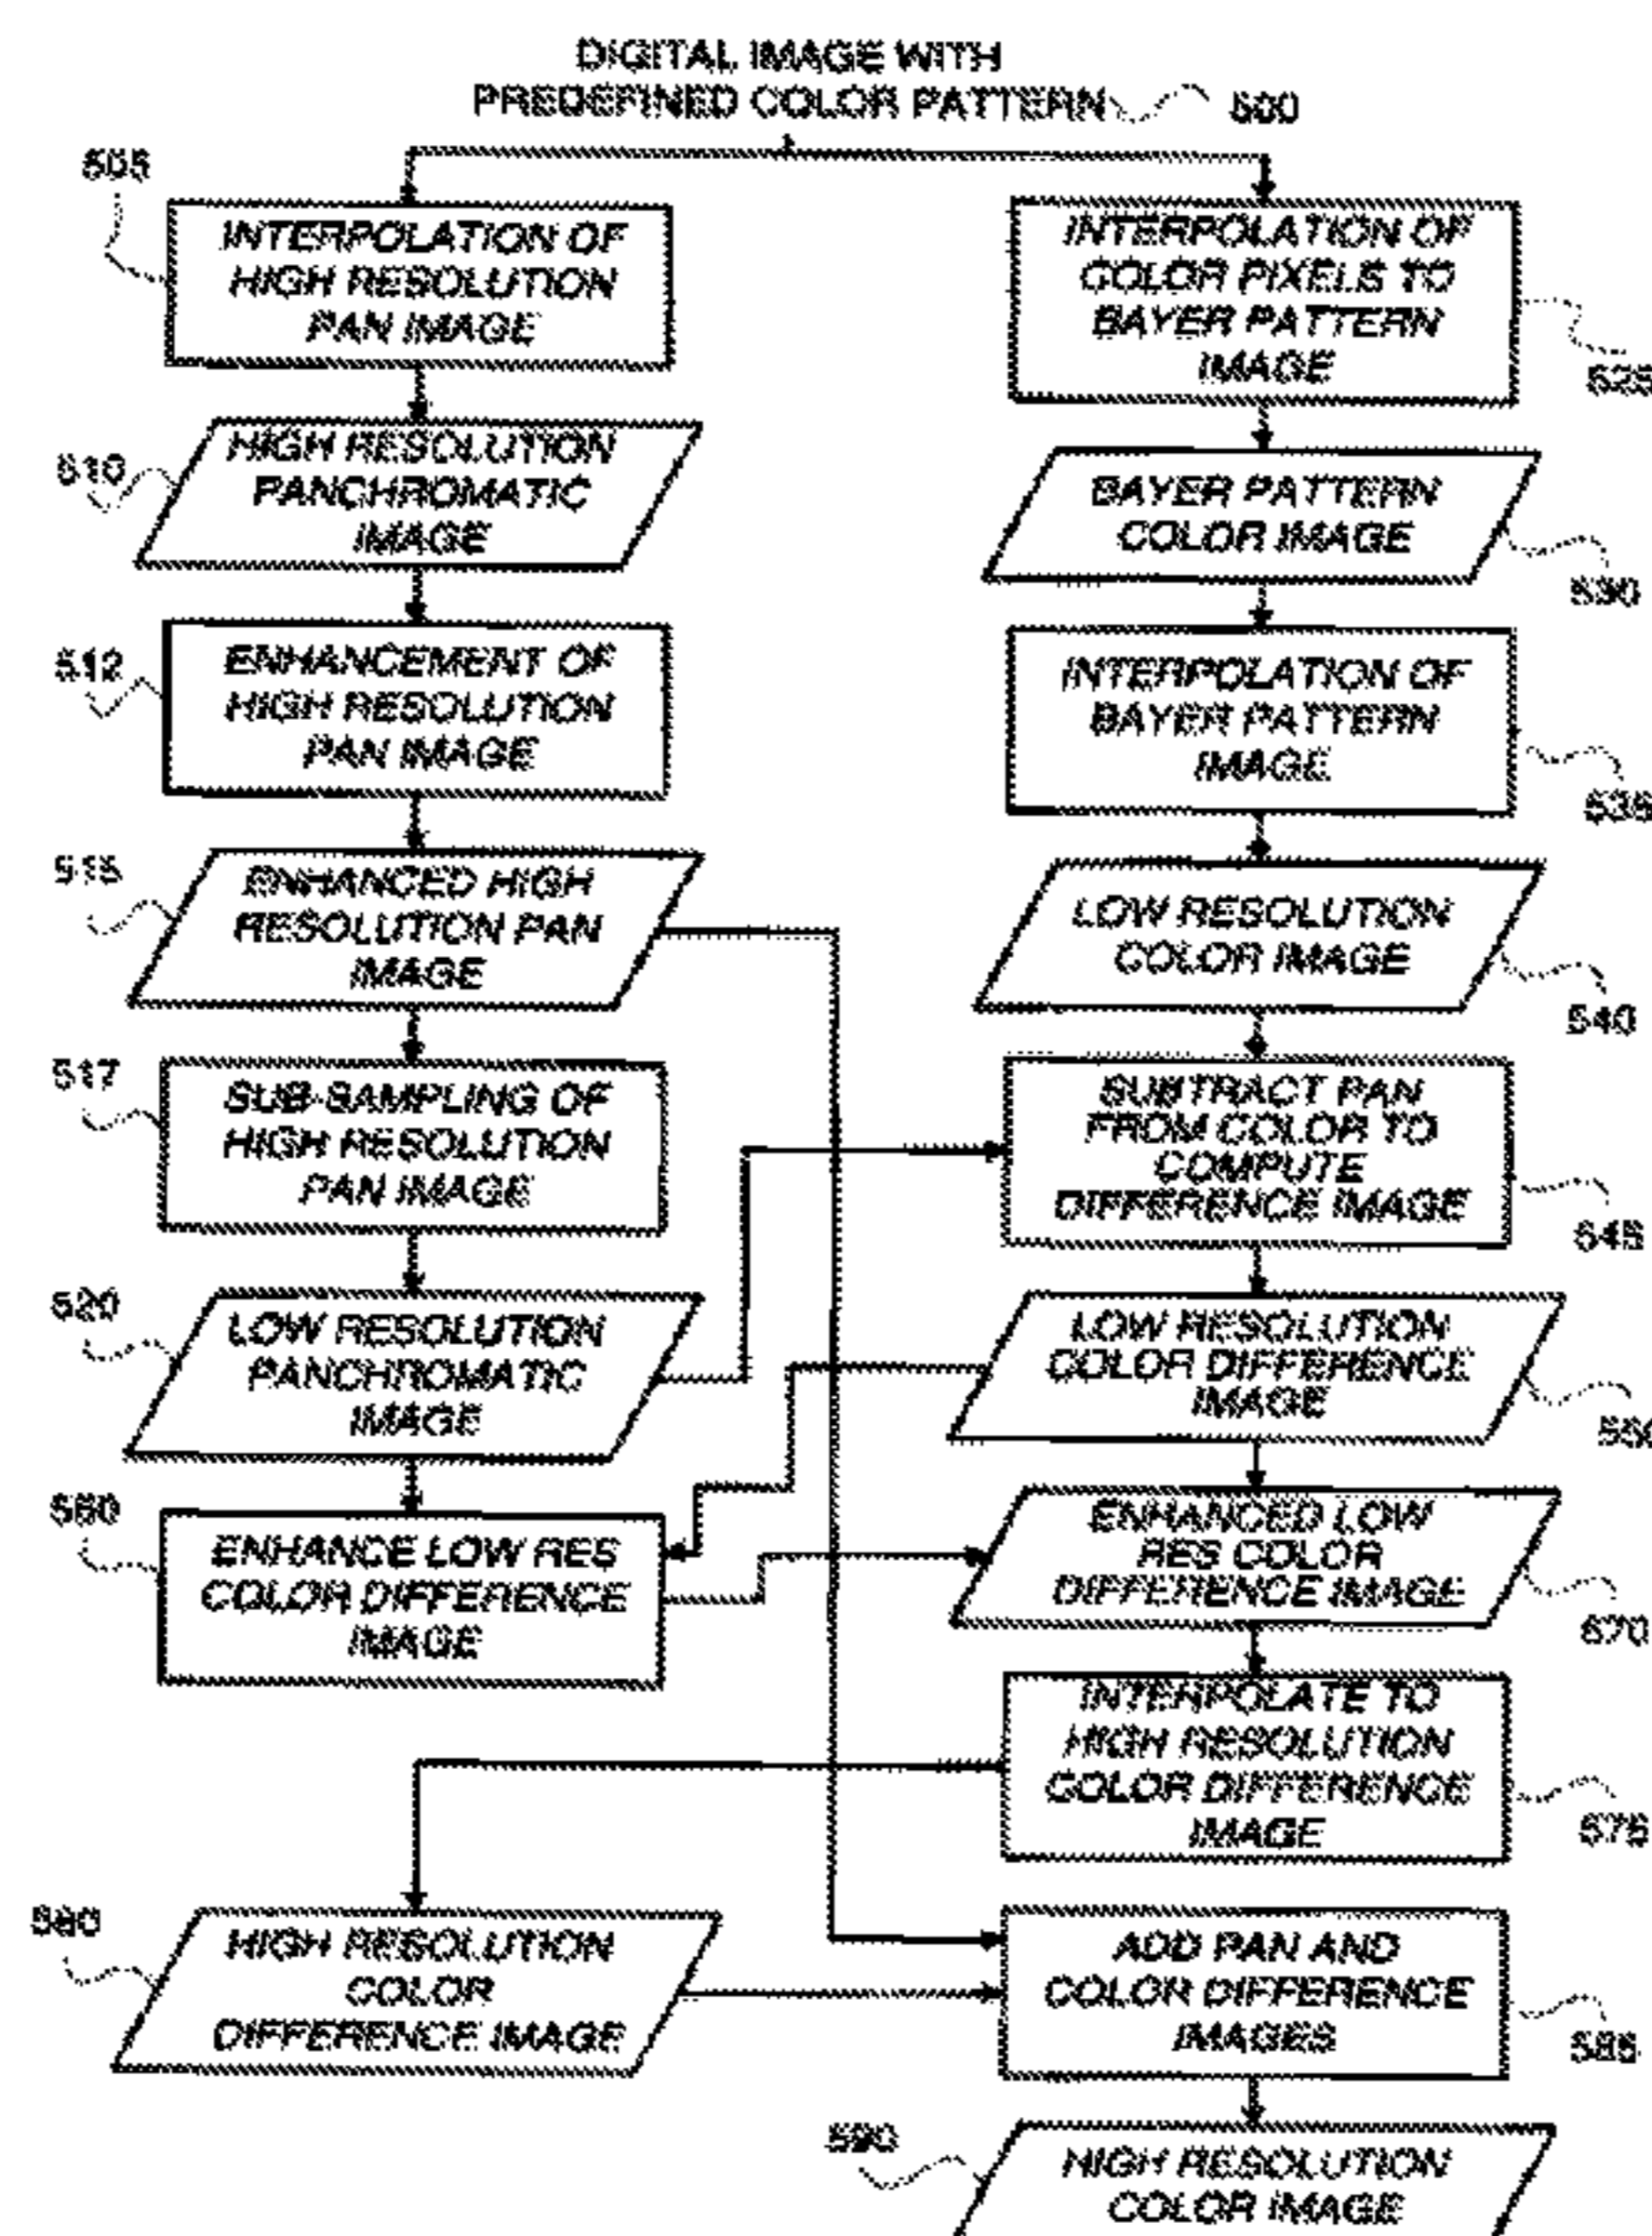 DIGITAL IMAGE WITH
PREDEFINED COLOR PATTERN
500
505
INTERPOLATION OF
HIGH RESOLUTION
PAN IMAGE
510
HIGH RESOLUTION
PANCHROMATIC
IMAGE
512
ENHANCEMENT OF
HIGH RESOLUTION
PAN IMAGE
515
ENHANCED HIGH
RESOLUTION PAN
IMAGE
517
SUB-SAMPLING OF
HIGH RESOLUTION
PAN IMAGE
520
LOW RESOLUTION
PANCHROMATIC
IMAGE
560
ENHANCE LOW RES
COLOR DIFFERENCE
IMAGE
580
HIGH RESOLUTION
COLOR
DIFFERENCE IMAGE
INTERPOLATION OF
COLOR PIXELS TO
BAYER PATTERN
IMAGE
525
BAYER PATTERN
COLOR IMAGE
530
INTERPOLATION OF
BAYER PATTERN
IMAGE
535
LOW RESOLUTION
COLOR IMAGE
540
SUBTRACT PAN
FROM COLOR TO
COMPUTE
DIFFERENCE IMAGE
545
LOW RESOLUTION
COLOR DIFFERENCE
IMAGE
550
ENHANCED LOW
RES COLOR
DIFFERENCE IMAGE
570
INTERPOLATE TO
HIGH RESOLUTION
COLOR DIFFERENCE
IMAGE
575
ADD PAN AND
COLOR DIFFERENCE
IMAGES
585
590
HIGH RESOLUTION
COLOR IMAGE